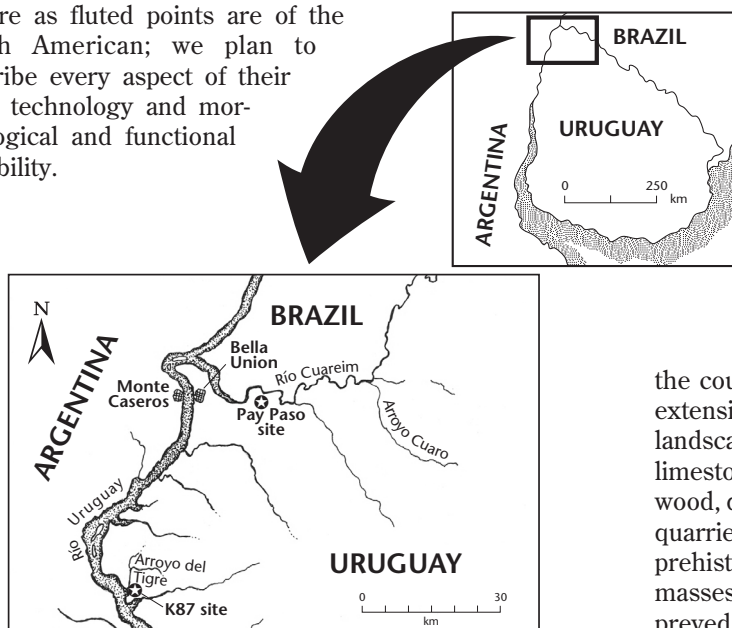 re as fluted points are of the
h American; we plan to
ribe every aspect of their
technology and mor-
ogical and functional
bility.
BRAZIL
URUGUAY
ARGENTINA
0 250
km
N
BRAZIL
ARGENTINA
Bella
Union
Río Cuareim
Monte
Caseros
Pay Paso
site
Arroyo Cuaro
Río Uruguay
URUGUAY
Arroyo del
Tigre
K87 site
0 30
km
the cou
extensi
landsca
limesto
wood, 
quarrie
prehist
masses
preyed